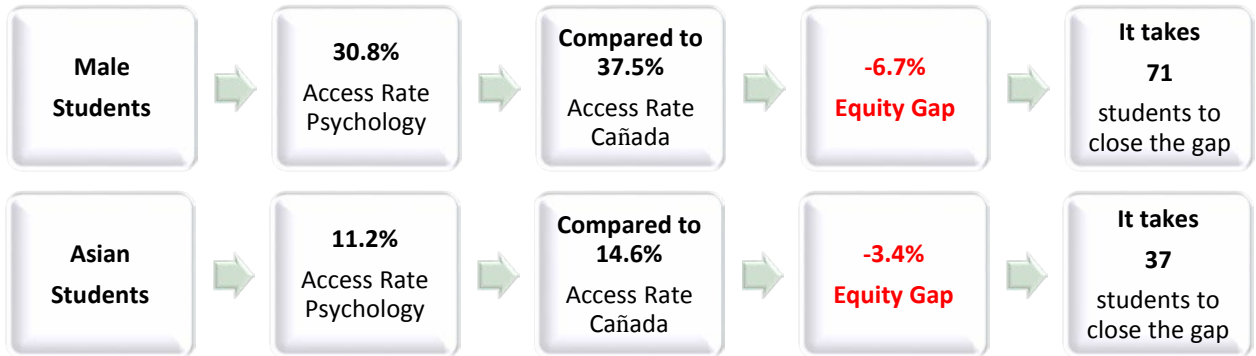 Male
Students
30.8%
Access Rate
Psychology
Compared to
37.5%
Access Rate
Cañada
-6.7%
Equity Gap
It takes
71
students to
close the gap
Asian
Students
11.2%
Access Rate
Psychology
Compared to
14.6%
Access Rate
Cañada
-3.4%
Equity Gap
It takes
37
students to
close the gap